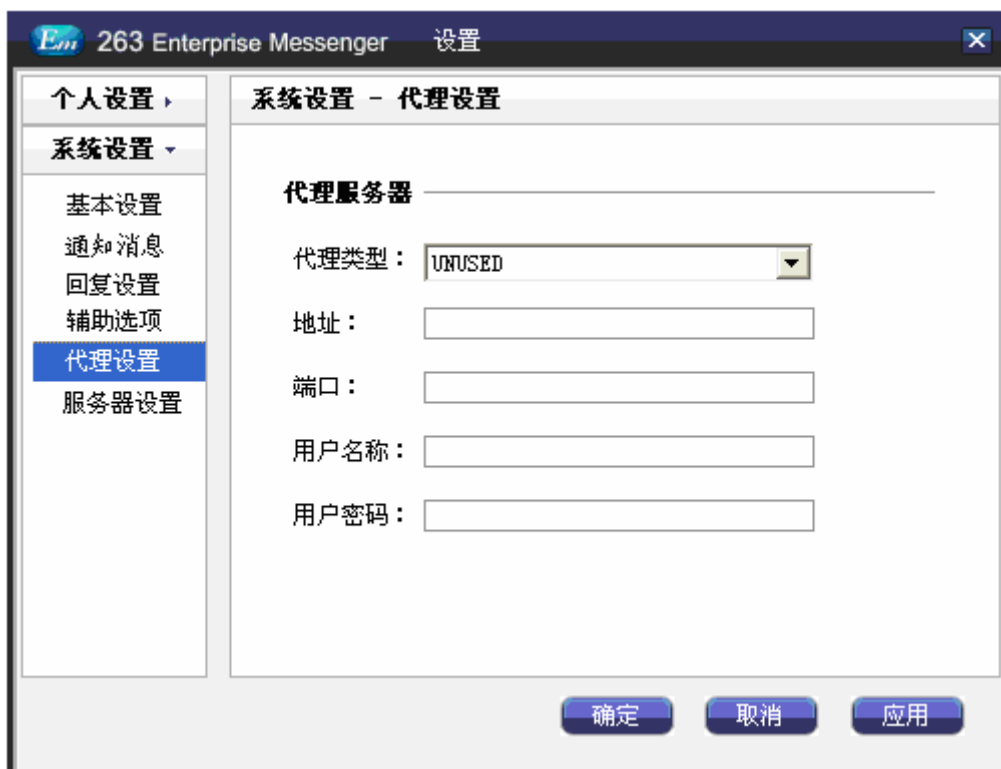 Em 263 Enterprise Messenger 设置
个人设置
系统设置
基本设置
通知消息
回复设置
辅助选项
代理设置
服务器设置
系统设置 - 代理设置
代理服务器
代理类型： UNUSED
地址：
端口：
用户名称：
用户密码：
确定 取消 应用